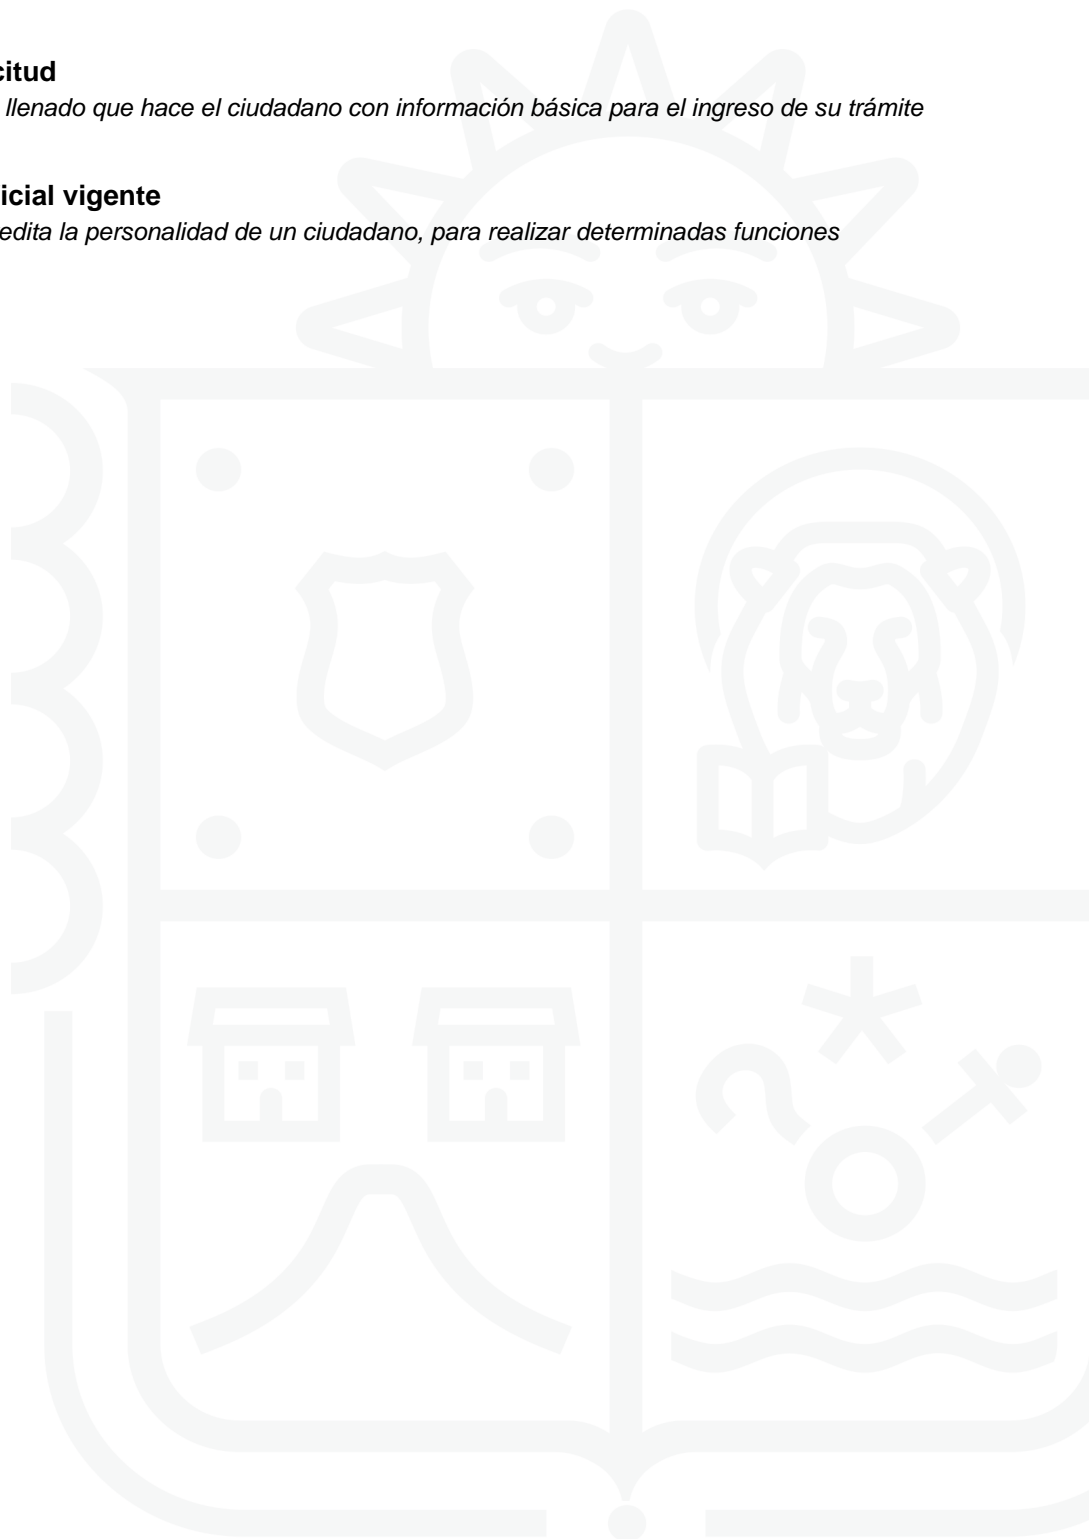 citud
llenado que hace el ciudadano con información básica para el ingreso de su trámite
icial vigente
edita la personalidad de un ciudadano, para realizar determinadas funciones